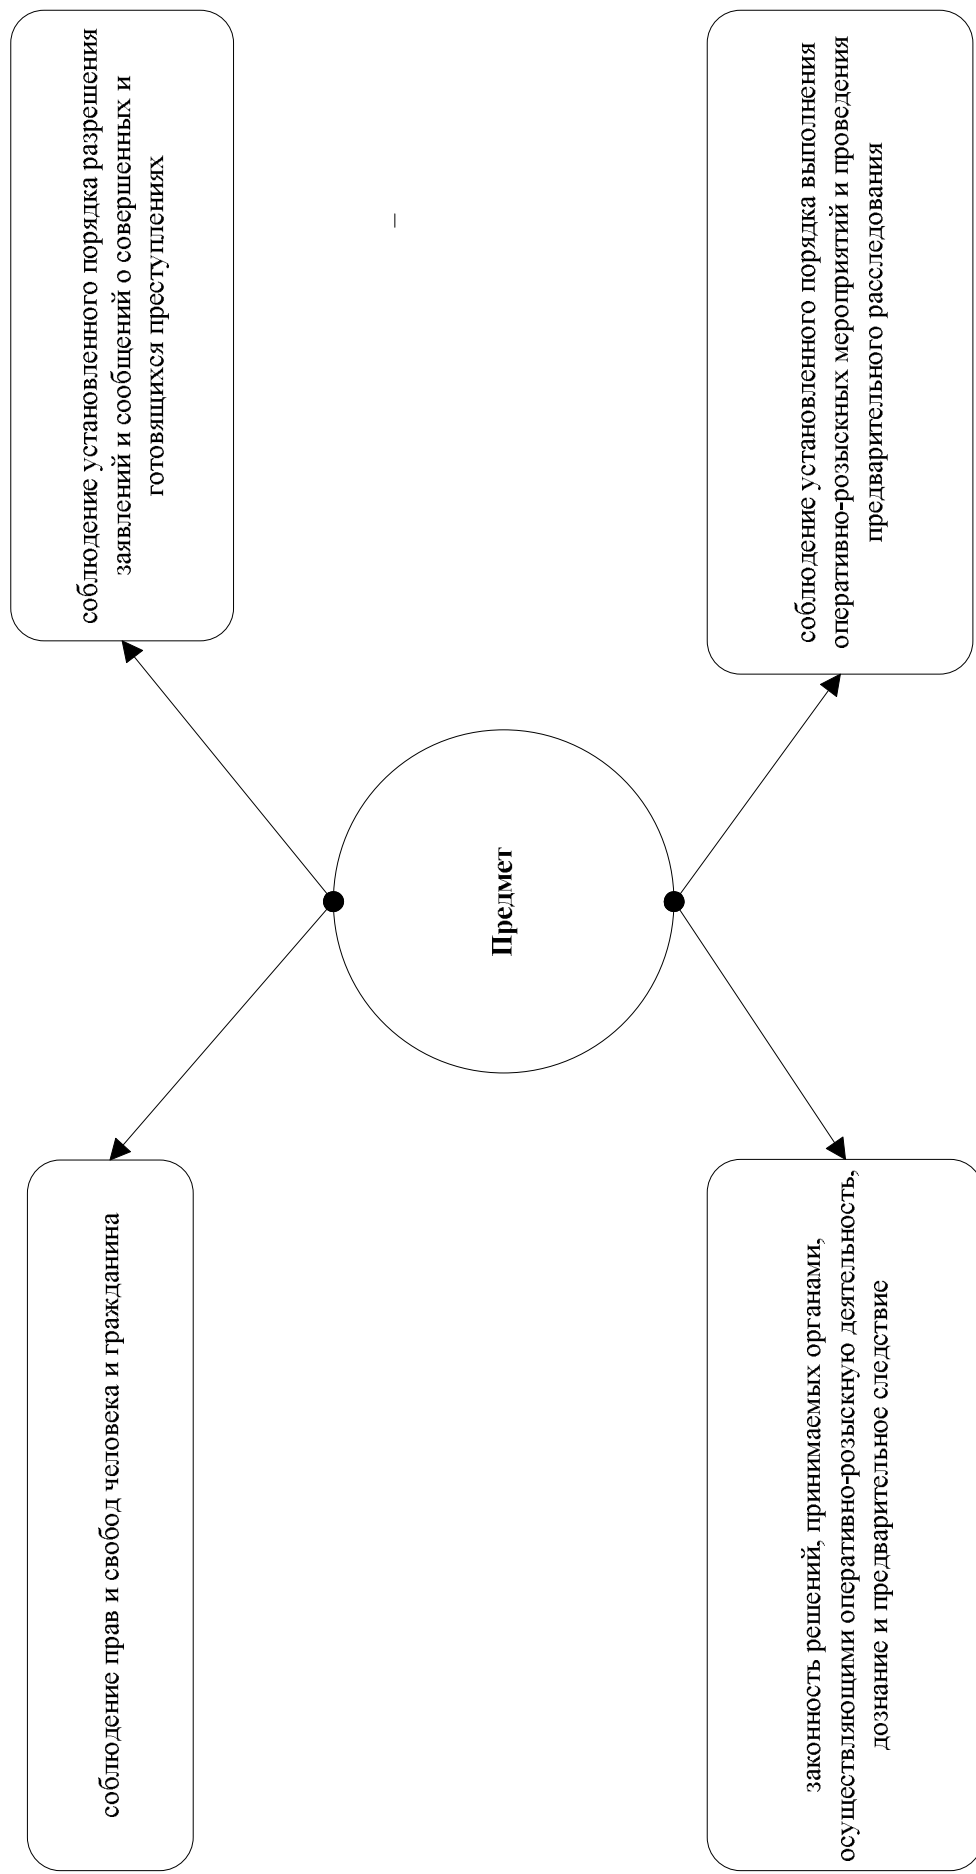 соблюдение прав и свобод человека и гражданина
соблюдение установленного порядка разрешения
заявлений и сообщений о совершенных и
готовящихся преступлениях
–
Предмет
законность решений, принимаемых органами,
осуществляющими оперативно-розыскную деятельность,
дознание и предварительное следствие
соблюдение установленного порядка выполнения
оперативно-розыскных мероприятий и проведения
предварительного расследования